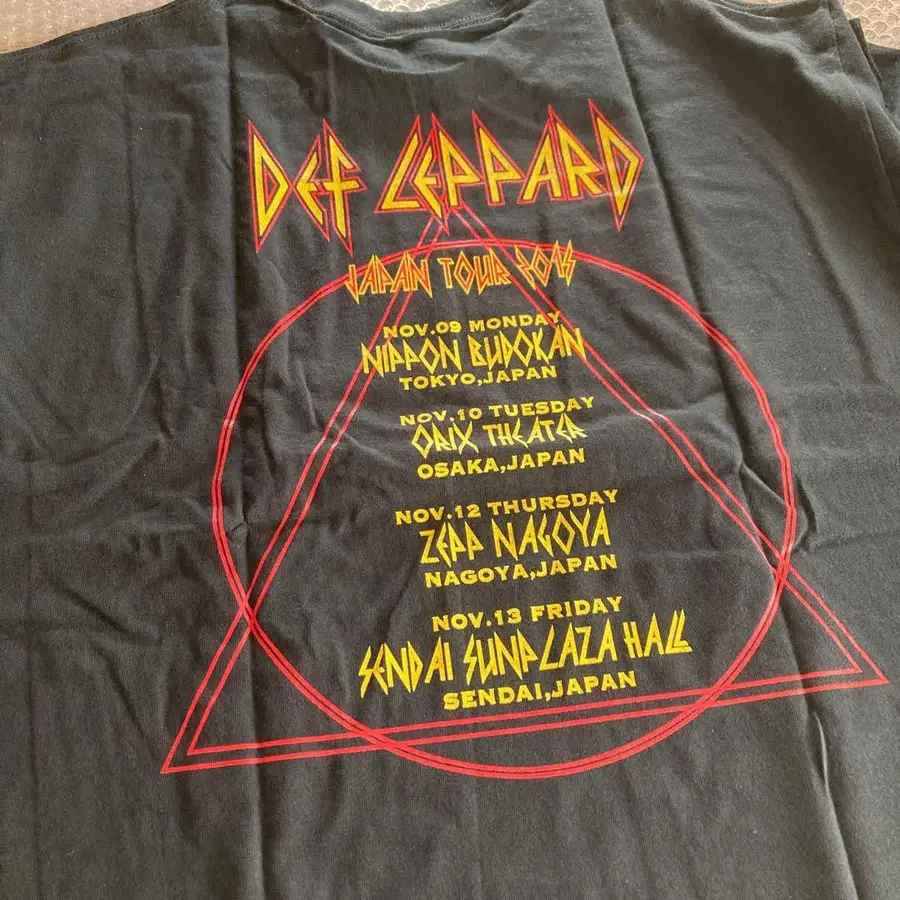 DEF LEPPARD
JAPAN TOUR 2015
NOV.09 MONDAY
NIPPON BUDOKAN
TOKYO,JAPAN
NOV.10 TUESDAY
ORIX THEATER
OSAKA,JAPAN
NOV.12 THURSDAY
ZEPP NAGOYA
NAGOYA,JAPAN
NOV.13 FRIDAY
SENDAI SUNPLAZA HALL
SENDAI,JAPAN